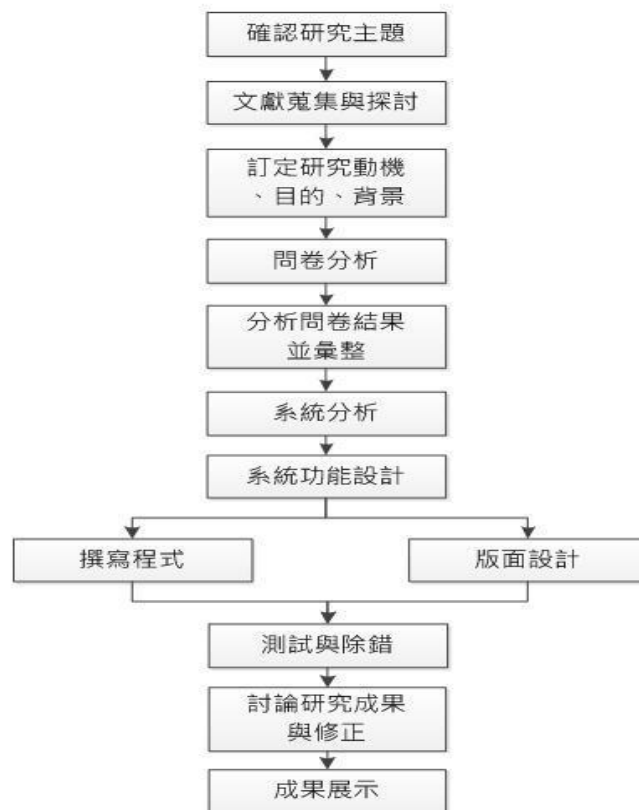 確認研究主題
文獻蒐集與探討
訂定研究動機
、目的、背景
問卷分析
分析問卷結果
並彙整
系統分析
系統功能設計
撰寫程式
版面設計
測試與除錯
討論研究成果
與修正
成果展示